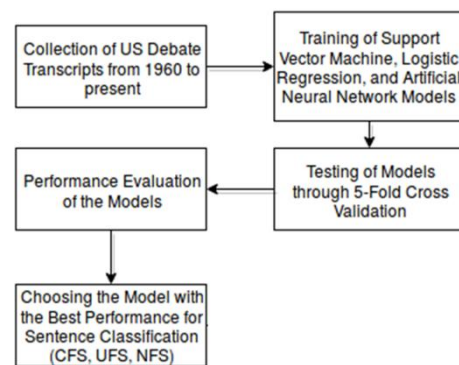 Collection of US Debate
Transcripts from 1960 to
present
Training of Support
Vector Machine, Logistic
Regression, and Artificial
Neural Network Models
Testing of Models
through 5-Fold Cross
Validation
Performance Evaluation
of the Models
Choosing the Model with
the Best Performance for
Sentence Classification
(CFS, UFS, NFS)